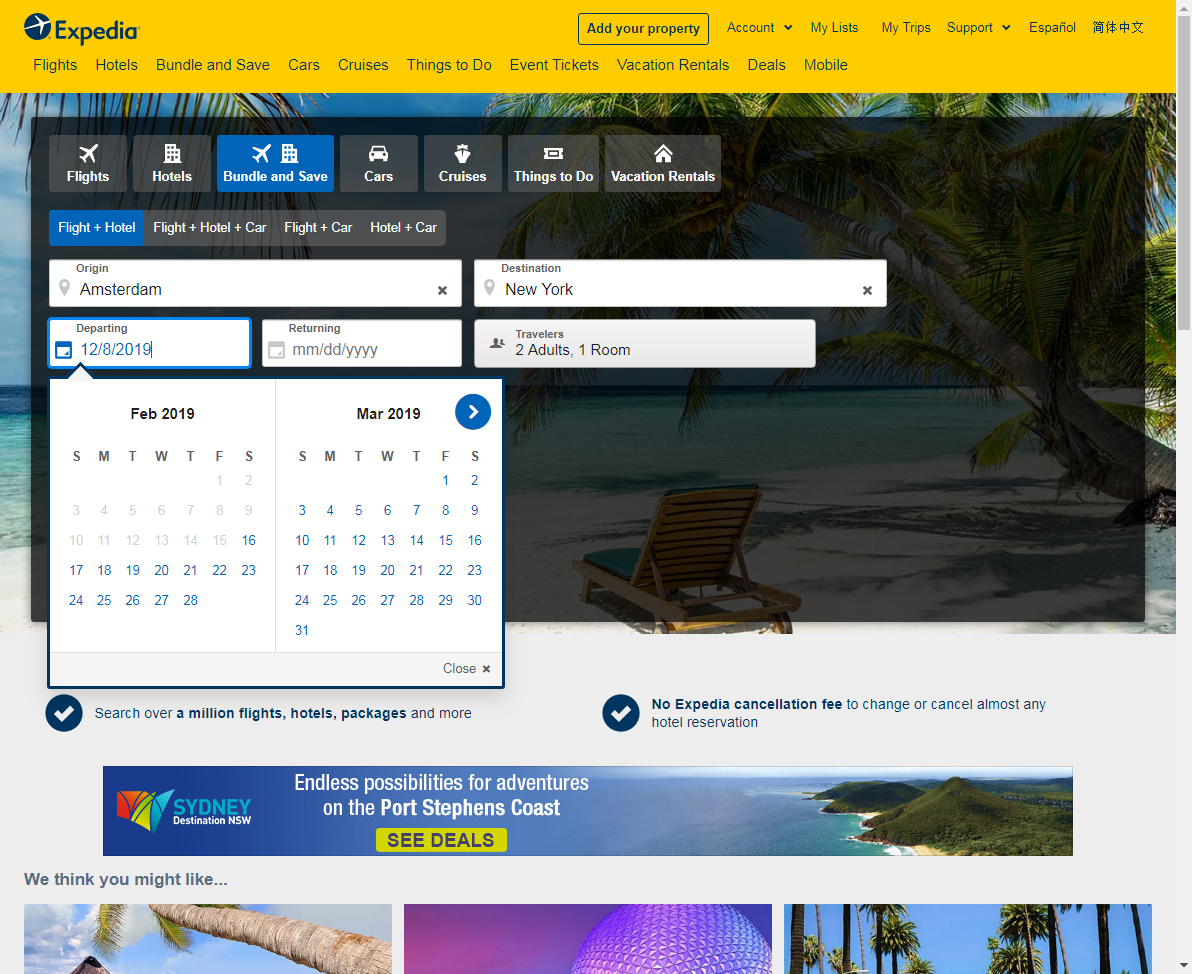 Expedia
Add your property
Account
My Lists
My Trips
Support
Español
简体中文
Flights
Hotels
Bundle and Save
Cars
Cruises
Things to Do
Event Tickets
Vacation Rentals
Deals
Mobile
Flights
Hotels
Bundle and Save
Cars
Cruises
Things to Do
Vacation Rentals
Flight + Hotel
Flight + Hotel + Car
Flight + Car
Hotel + Car
Origin
Amsterdam
Destination
New York
Departing
12/8/2019
Returning
mm/dd/yyyy
Travelers
2 Adults, 1 Room
Feb 2019
S M T W T F S
1 2
3 4 5 6 7 8 9
10 11 12 13 14 15 16
17 18 19 20 21 22 23
24 25 26 27 28
Mar 2019
S M T W T F S
1 2
3 4 5 6 7 8 9
10 11 12 13 14 15 16
17 18 19 20 21 22 23
24 25 26 27 28 29 30
31
Close
Search over a million flights, hotels, packages and more
No Expedia cancellation fee to change or cancel almost any
hotel reservation
SYDNEY
Destination NSW
Endless possibilities for adventures
on the Port Stephens Coast
SEE DEALS
We think you might like...